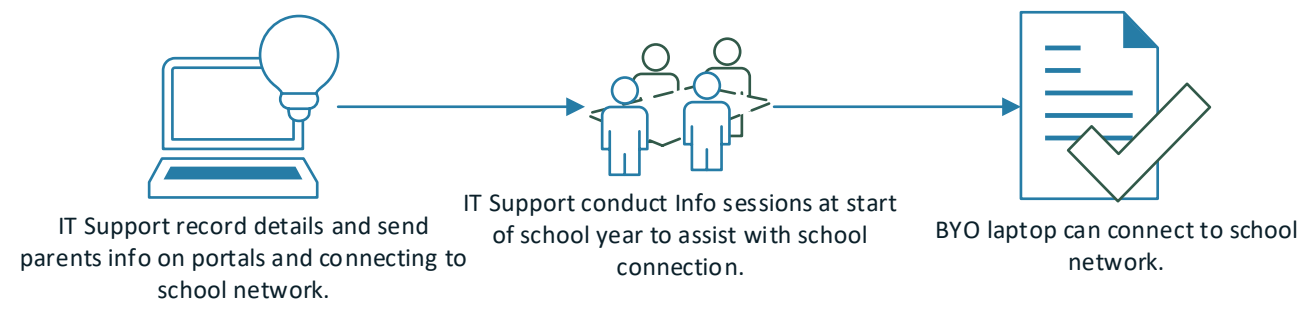 IT Support record details and send
parents info on portals and connecting to
school network.
IT Support conduct Info sessions at start
of school year to assist with school
connection.
BYO laptop can connect to school
network.